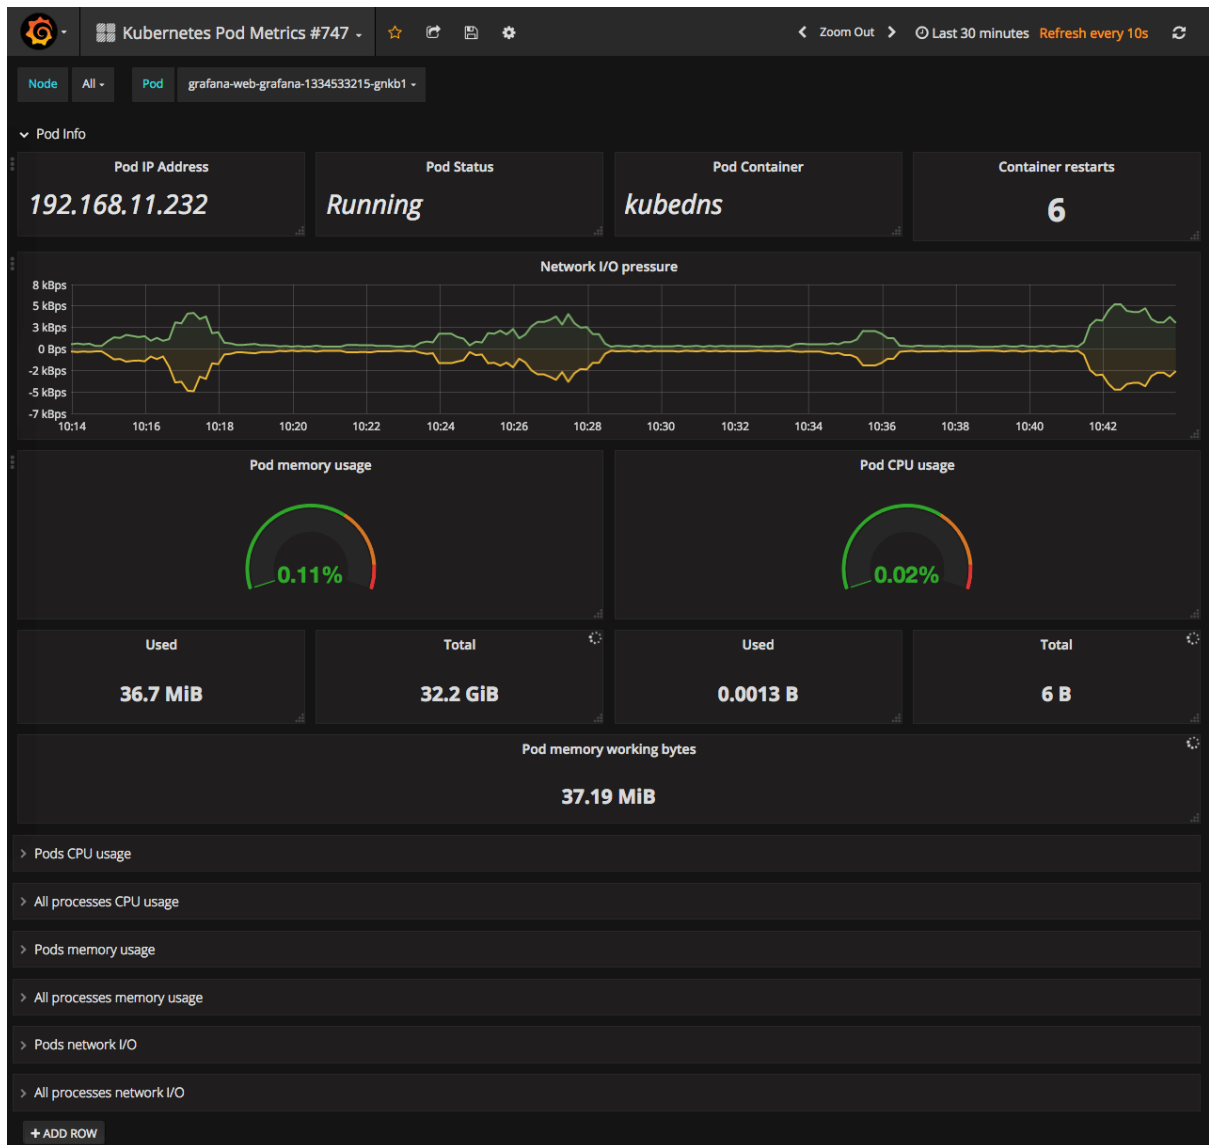 Kubernetes Pod Metrics #747
Zoom Out
Last 30 minutes Refresh every 10s
Node All Pod grafana-web-grafana-1334533215-gnkb1
Pod Info
Pod IP Address
192.168.11.232
Pod Status
Running
Pod Container
kubedns
Container restarts
6
Network I/O pressure
8 kBps
5 kBps
3 kBps
0 Bps
-2 kBps
-5 kBps
-7 kBps
10:14 10:16 10:18 10:20 10:22 10:24 10:26 10:28 10:30 10:32 10:34 10:36 10:38 10:40 10:42
Pod memory usage
0.11%
Pod CPU usage
0.02%
Used
36.7 MiB
Total
32.2 GiB
Used
0.0013 B
Total
6 B
Pod memory working bytes
37.19 MiB
Pods CPU usage
All processes CPU usage
Pods memory usage
All processes memory usage
Pods network I/O
All processes network I/O
+ ADD ROW